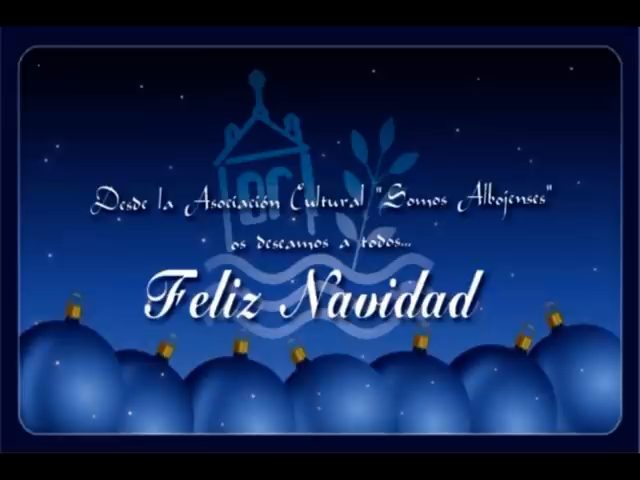 Desde la Asociación Cultural "Somos Albojenses"
os deseamos a todos...
Feliz Navidad